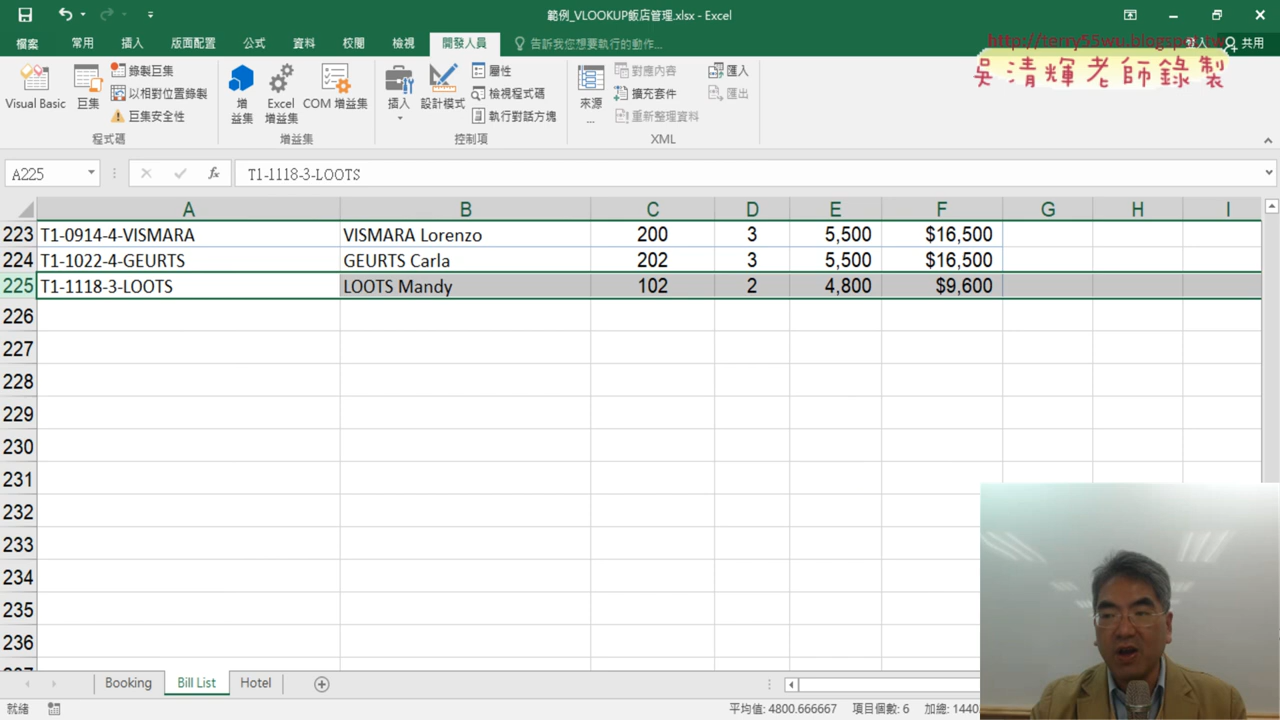 範例_VLOOKUP飯店管理.xlsx - Excel
檔案 常用 插入 版面配置 公式 資料 校閱 檢視 開發人員 告訴我您想要執行的動作... 登入 共用
http://terry55wu.blogspot.tw
吳清輝老師錄製
Visual Basic 巨集 錄製巨集 以相對位置錄製 巨集安全性 程式碼
增益集 Excel 增益集 COM 增益集 增益集
插入 設計模式 屬性 檢視程式碼 執行對話方塊 控制項
來源... 對應內容 擴充套件 重新整理資料 匯入 匯出 XML
A225 fx T1-1118-3-LOOTS
A B C D E F G H I
223 T1-0914-4-VISMARA VISMARA Lorenzo 200 3 5,500 $16,500
224 T1-1022-4-GEURTS GEURTS Carla 202 3 5,500 $16,500
225 T1-1118-3-LOOTS LOOTS Mandy 102 2 4,800 $9,600
226
227
228
229
230
231
232
233
234
235
236
Booking Bill List Hotel
就緒 平均值: 4800.666667 項目個數: 6 加總: 1440